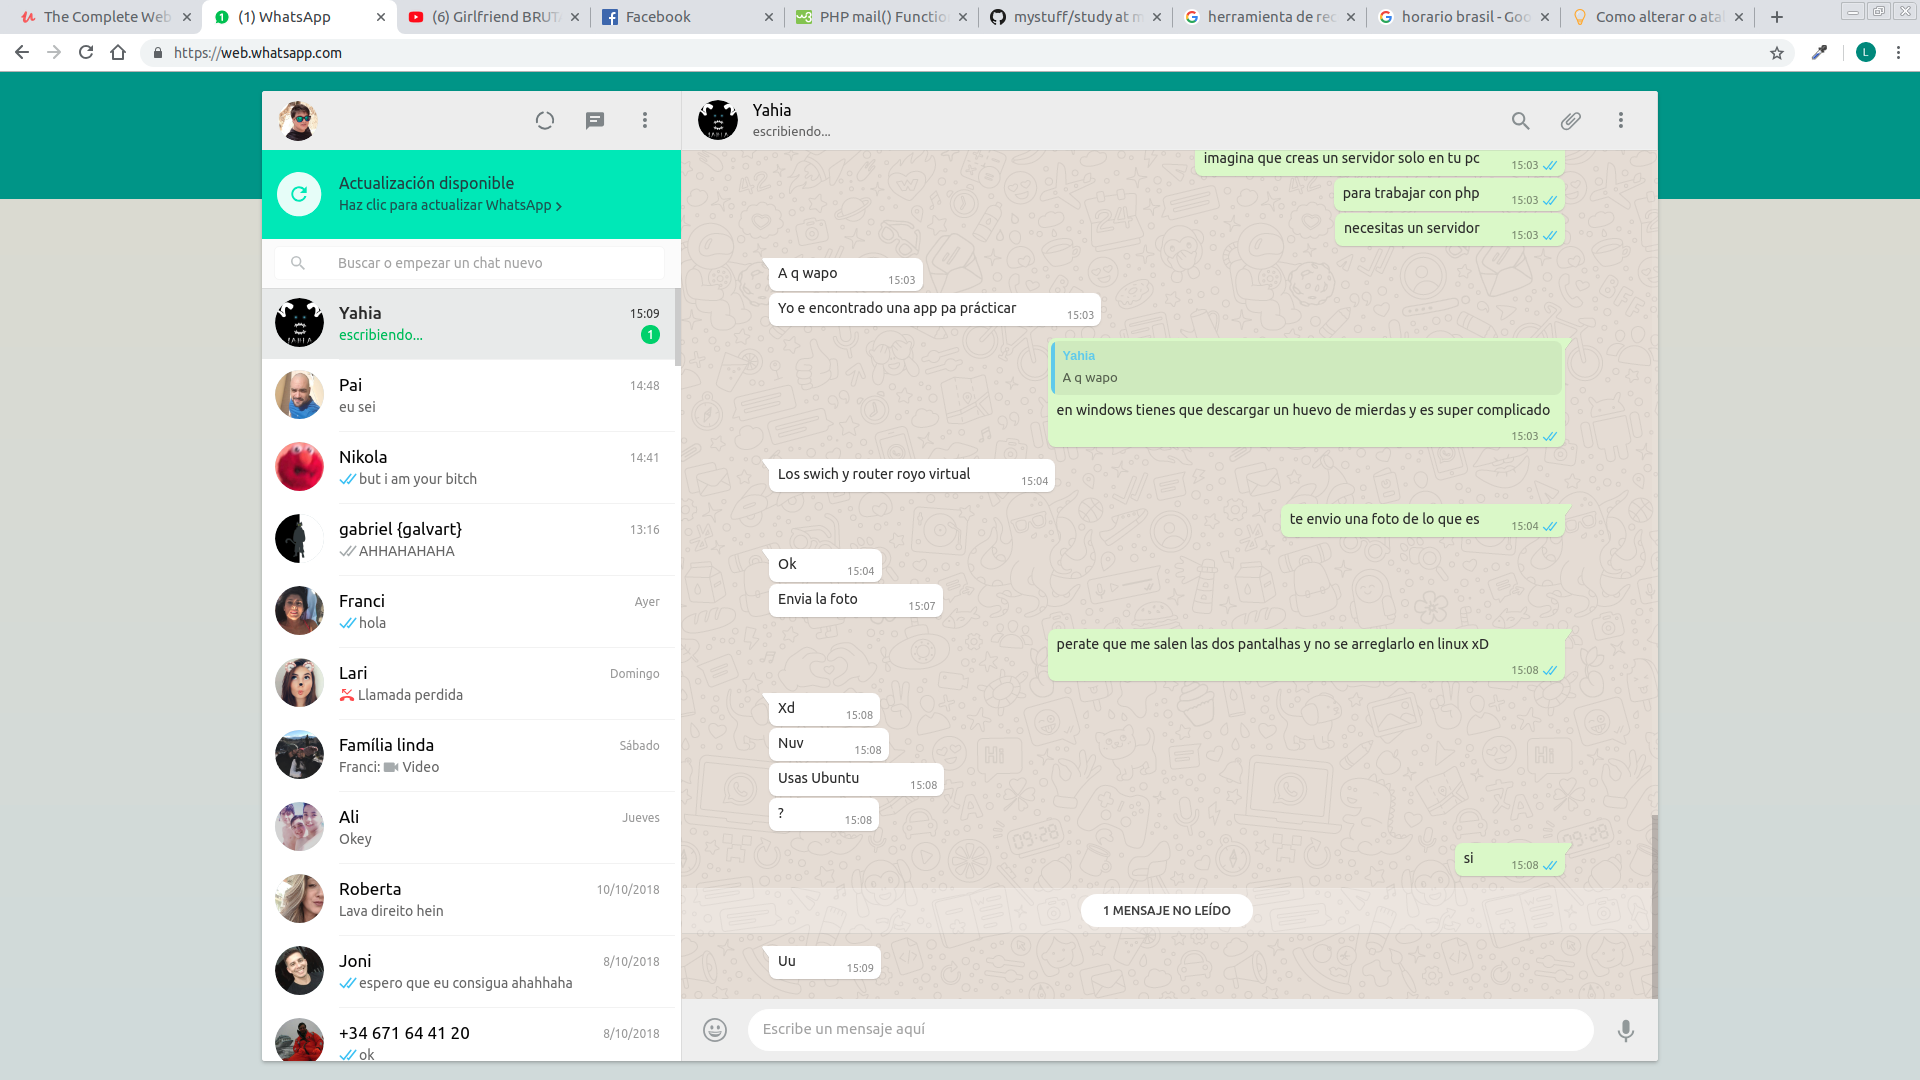 The Complete Web
(1) WhatsApp
(6) Girlfriend BRUTA
Facebook
PHP mail() Functio
mystuff/study at m
herramienta de rec
horario brasil - Goo
Como alterar o atal
https://web.whatsapp.com
L
Yahia
escribiendo...
Actualización disponible
Haz clic para actualizar WhatsApp
Buscar o empezar un chat nuevo
Yahia 15:09
escribiendo... 1
Pai 14:48
eu sei
Nikola 14:41
but i am your bitch
gabriel {galvart} 13:16
AHHAHAHAHA
Franci Ayer
hola
Lari Domingo
Llamada perdida
Família linda Sábado
Franci: Video
Ali Jueves
Okey
Roberta 10/10/2018
Lava direito hein
Joni 8/10/2018
espero que eu consiga ahahhaha
+34 671 64 41 20 8/10/2018
ok
imagina que creas un servidor solo en tu pc 15:03
para trabajar con php 15:03
necesitas un servidor 15:03
A q wapo 15:03
Yo e encontrado una app pa prácticar 15:03
Yahia
A q wapo
en windows tienes que descargar un huevo de mierdas y es super complicado
15:03
Los swich y router royo virtual 15:04
te envio una foto de lo que es 15:04
Ok 15:04
Envia la foto 15:07
perate que me salen las dos pantalhas y no se arreglarlo en linux xD
15:08
Xd 15:08
Nuv 15:08
Usas Ubuntu 15:08
? 15:08
si 15:08
1 MENSAJE NO LEÍDO
Uu 15:09
Escribe un mensaje aquí